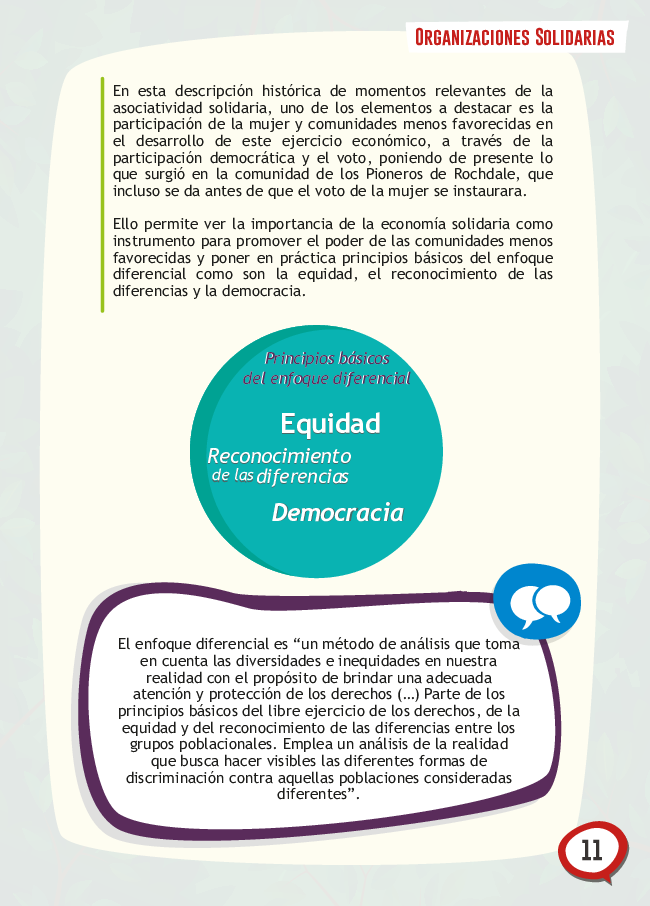 Organizaciones Solidarias
En esta descripción histórica de momentos relevantes de la
asociatividad solidaria, uno de los elementos a destacar es la
participación de la mujer y comunidades menos favorecidas en
el desarrollo de este ejercicio económico, a través de la
participación democrática y el voto, poniendo de presente lo
que surgió en la comunidad de los Pioneros de Rochdale, que
incluso se da antes de que el voto de la mujer se instaurara.
Ello permite ver la importancia de la economía solidaria como
instrumento para promover el poder de las comunidades menos
favorecidas y poner en práctica principios básicos del enfoque
diferencial como son la equidad, el reconocimiento de las
diferencias y la democracia.
Principios básicos
del enfoque diferencial
Equidad
Reconocimiento
de las diferencias
Democracia
El enfoque diferencial es “un método de análisis que toma
en cuenta las diversidades e inequidades en nuestra
realidad con el propósito de brindar una adecuada
atención y protección de los derechos (...) Parte de los
principios básicos del libre ejercicio de los derechos, de la
equidad y del reconocimiento de las diferencias entre los
grupos poblacionales. Emplea un análisis de la realidad
que busca hacer visibles las diferentes formas de
discriminación contra aquellas poblaciones consideradas
diferentes”.
11